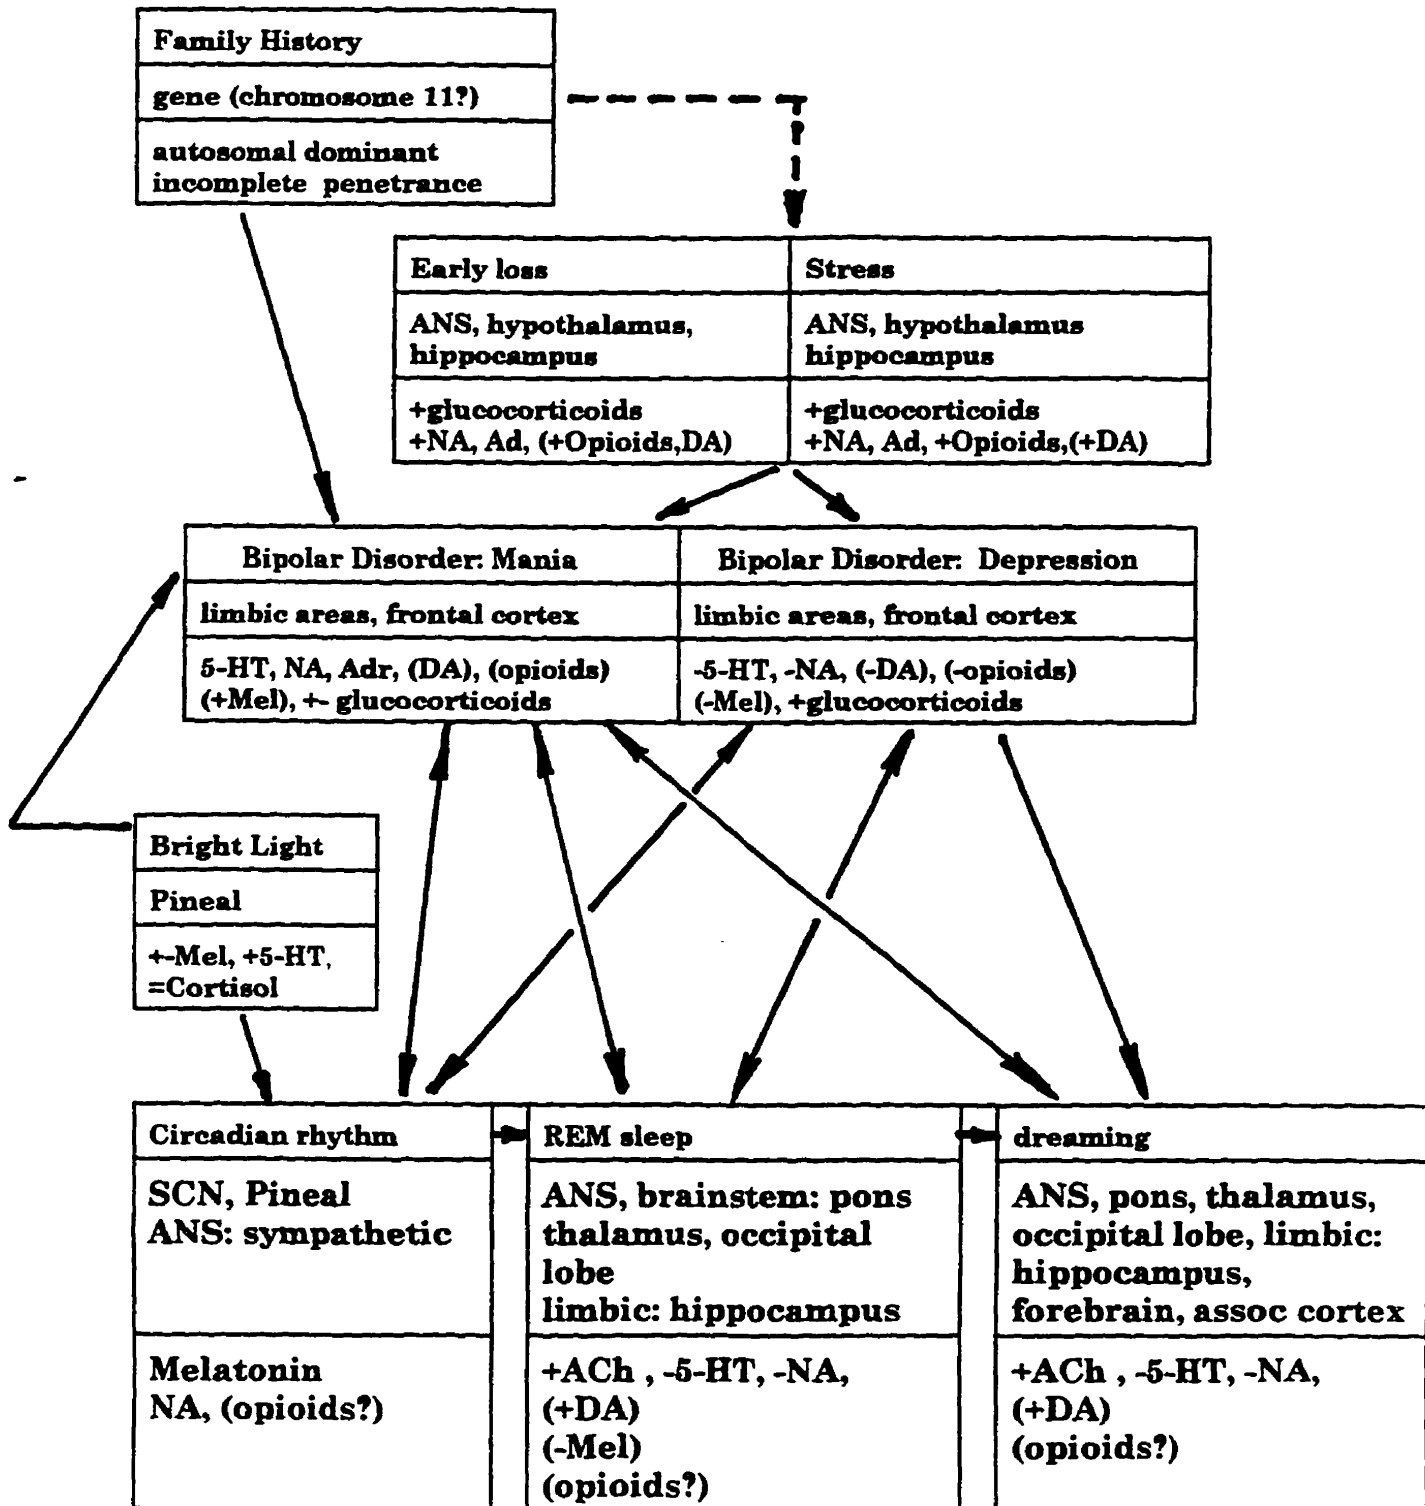 Family History
gene (chromosome 11?)
autosomal dominant
incomplete penetrance
Early loss
ANS, hypothalamus,
hippocampus
+glucocorticoids
+NA, Ad, (+Opioids,DA)
Stress
ANS, hypothalamus
hippocampus
+glucocorticoids
+NA, Ad, +Opioids,(+DA)
Bipolar Disorder: Mania
limbic areas, frontal cortex
5-HT, NA, Adr, (DA), (opioids)
(+Mel), +- glucocorticoids
Bipolar Disorder: Depression
limbic areas, frontal cortex
-5-HT, -NA, (-DA), (-opioids)
(-Mel), +glucocorticoids
Bright Light
Pineal
+-Mel, +5-HT,
=Cortisol
Circadian rhythm
SCN, Pineal
ANS: sympathetic
Melatonin
NA, (opioids?)
REM sleep
ANS, brainstem: pons
thalamus, occipital
lobe
limbic: hippocampus
+ACh , -5-HT, -NA,
(+DA)
(-Mel)
(opioids?)
dreaming
ANS, pons, thalamus,
occipital lobe, limbic:
hippocampus,
forebrain, assoc cortex
+ACh , -5-HT, -NA,
(+DA)
(opioids?)